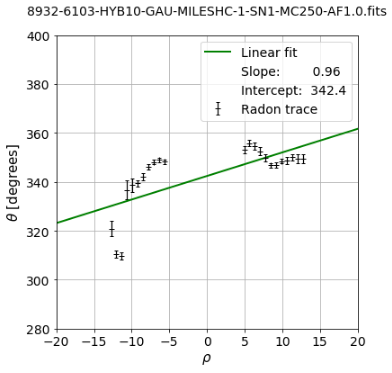 8932-6103-HYB10-GAU-MILESHC-1-SN1-MC250-AF1.0.fits
400
380
360
340
320
300
280
θ [degrees]
Linear fit
Slope: 0.96
Intercept: 342.4
Radon trace
−20 −15 −10 −5 0 5 10 15 20
ρ